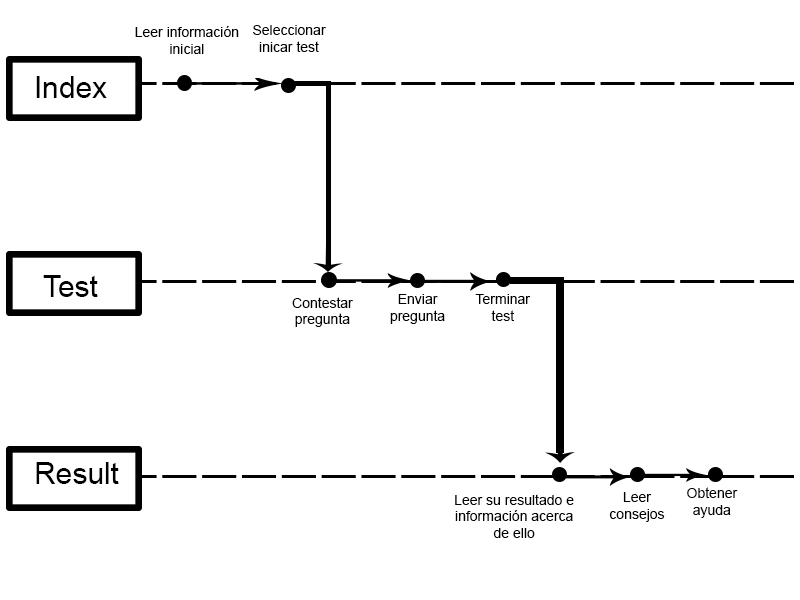 Leer información
inicial
Seleccionar
inicar test
Index
Test
Contestar
pregunta
Enviar
pregunta
Terminar
test
Result
Leer su resultado e
información acerca
de ello
Leer
consejos
Obtener
ayuda